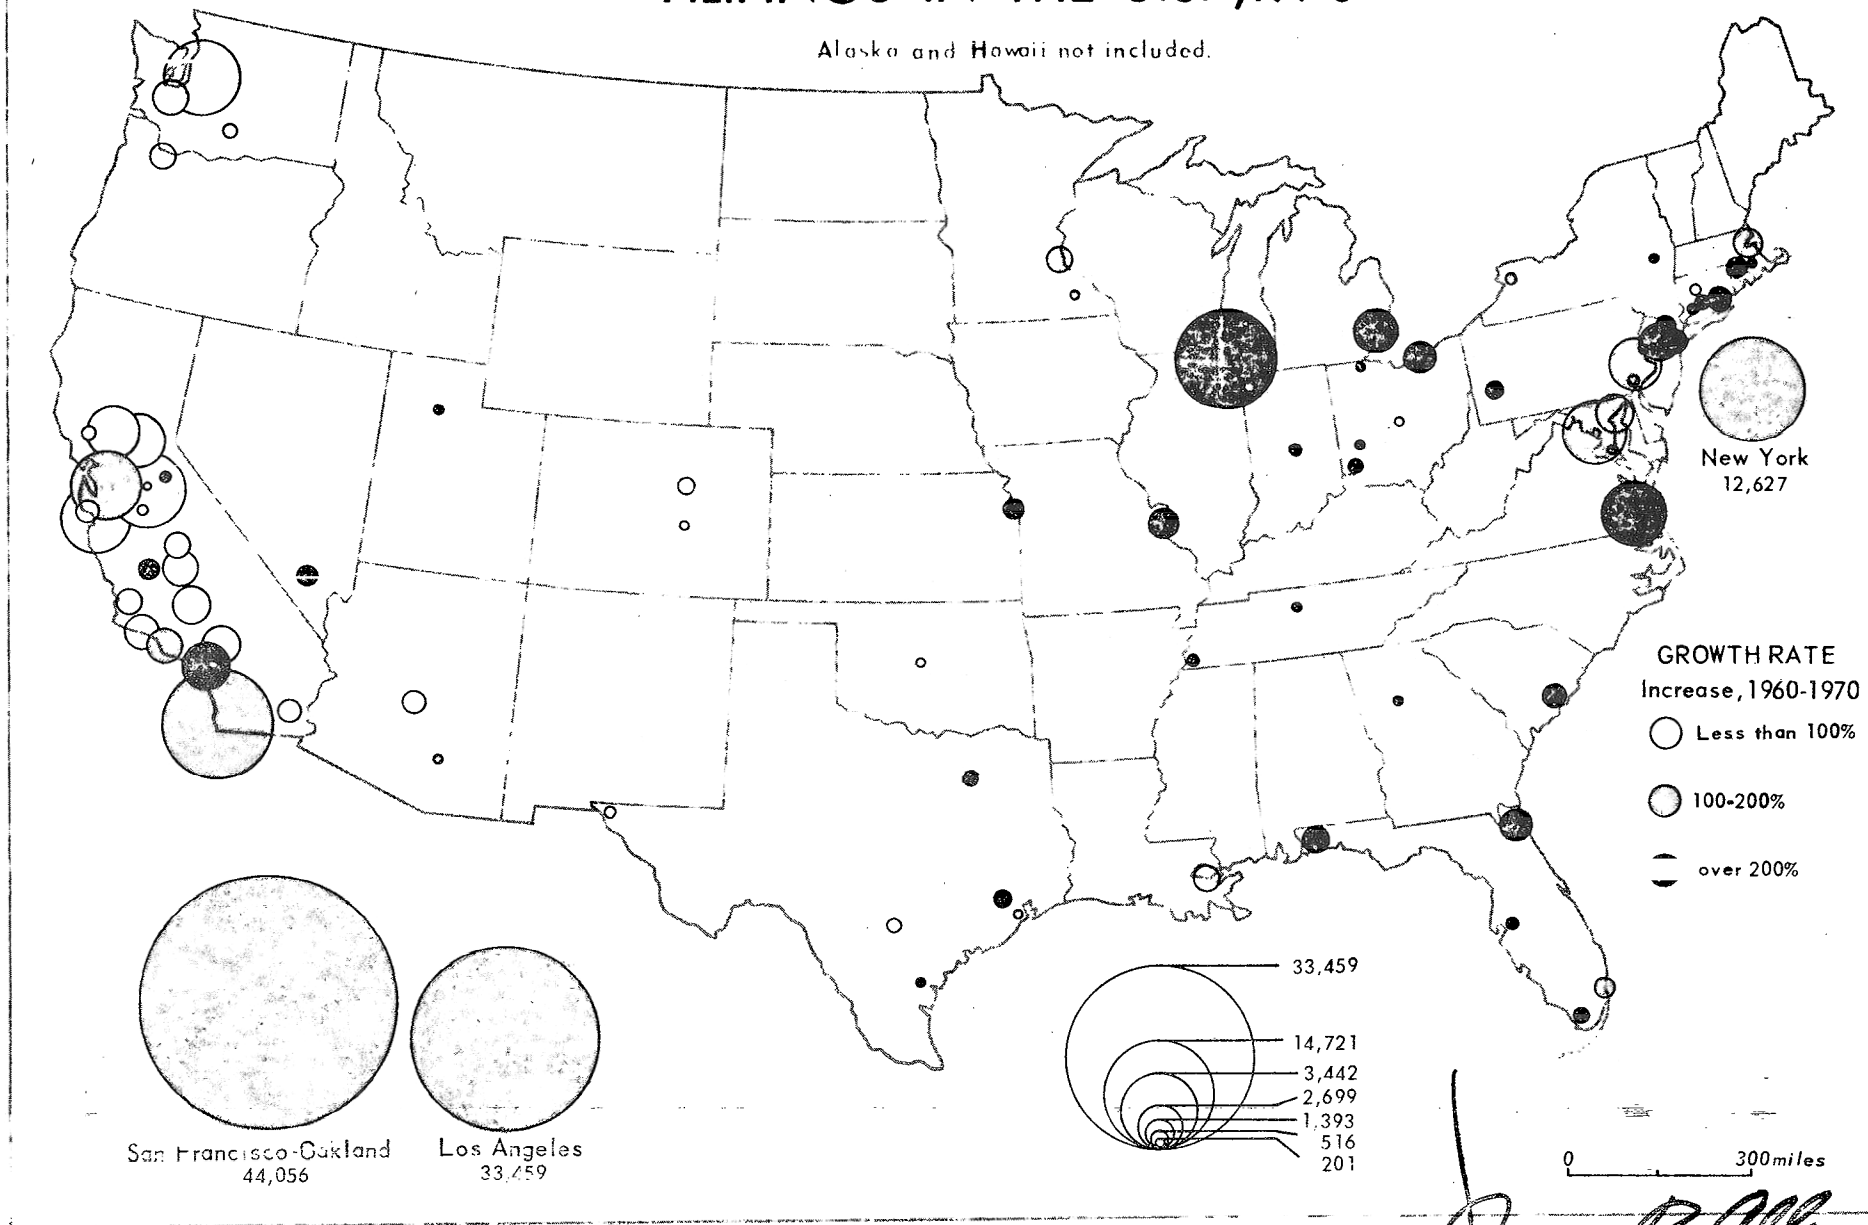 Alaska and Hawaii not included.
New York
12,627
GROWTH RATE
Increase, 1960-1970
Less than 100%
100-200%
over 200%
33,459
14,721
3,442
2,699
1,393
516
201
San Francisco-Oakland
44,056
Los Angeles
33,459
0 300miles